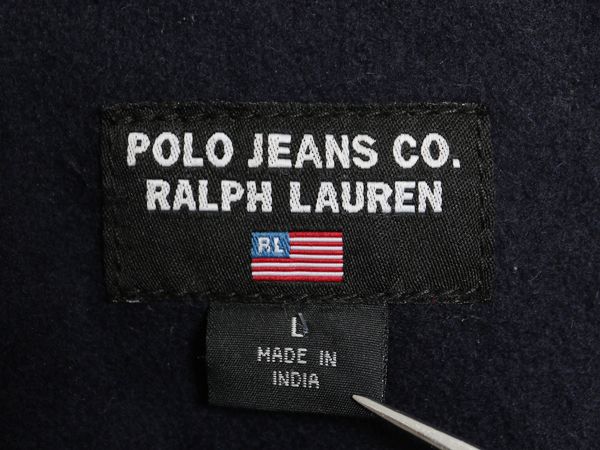 POLO JEANS CO.
RALPH LAUREN
RL
L
MADE IN
INDIA